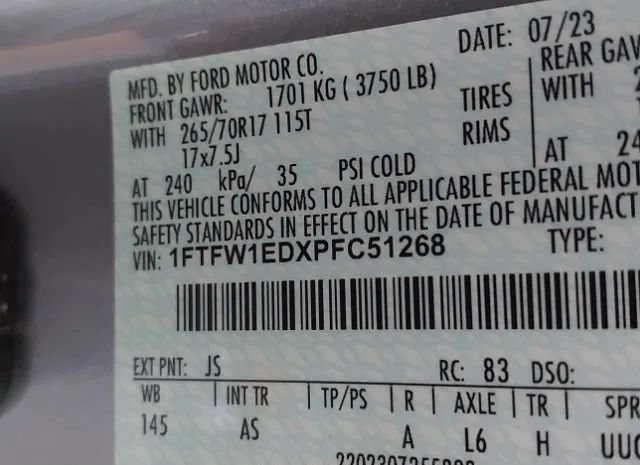 DATE: 07/23
MFD. BY FORD MOTOR CO.
FRONT GAWR: 1701 KG ( 3750 LB)
REAR GAW
WITH 265/70R17 115T TIRES
WITH
17x7.5J RIMS
AT 240 kPa/ 35 PSI COLD
AT 24
THIS VEHICLE CONFORMS TO ALL APPLICABLE FEDERAL MOT
SAFETY STANDARDS IN EFFECT ON THE DATE OF MANUFACT
VIN: 1FTFW1EDXPFC51268 TYPE:
EXT PNT: JS RC: 83 DSO:
WB | INT TR | TP/PS | R | AXLE | TR | SPR
145 AS A L6 H UUU